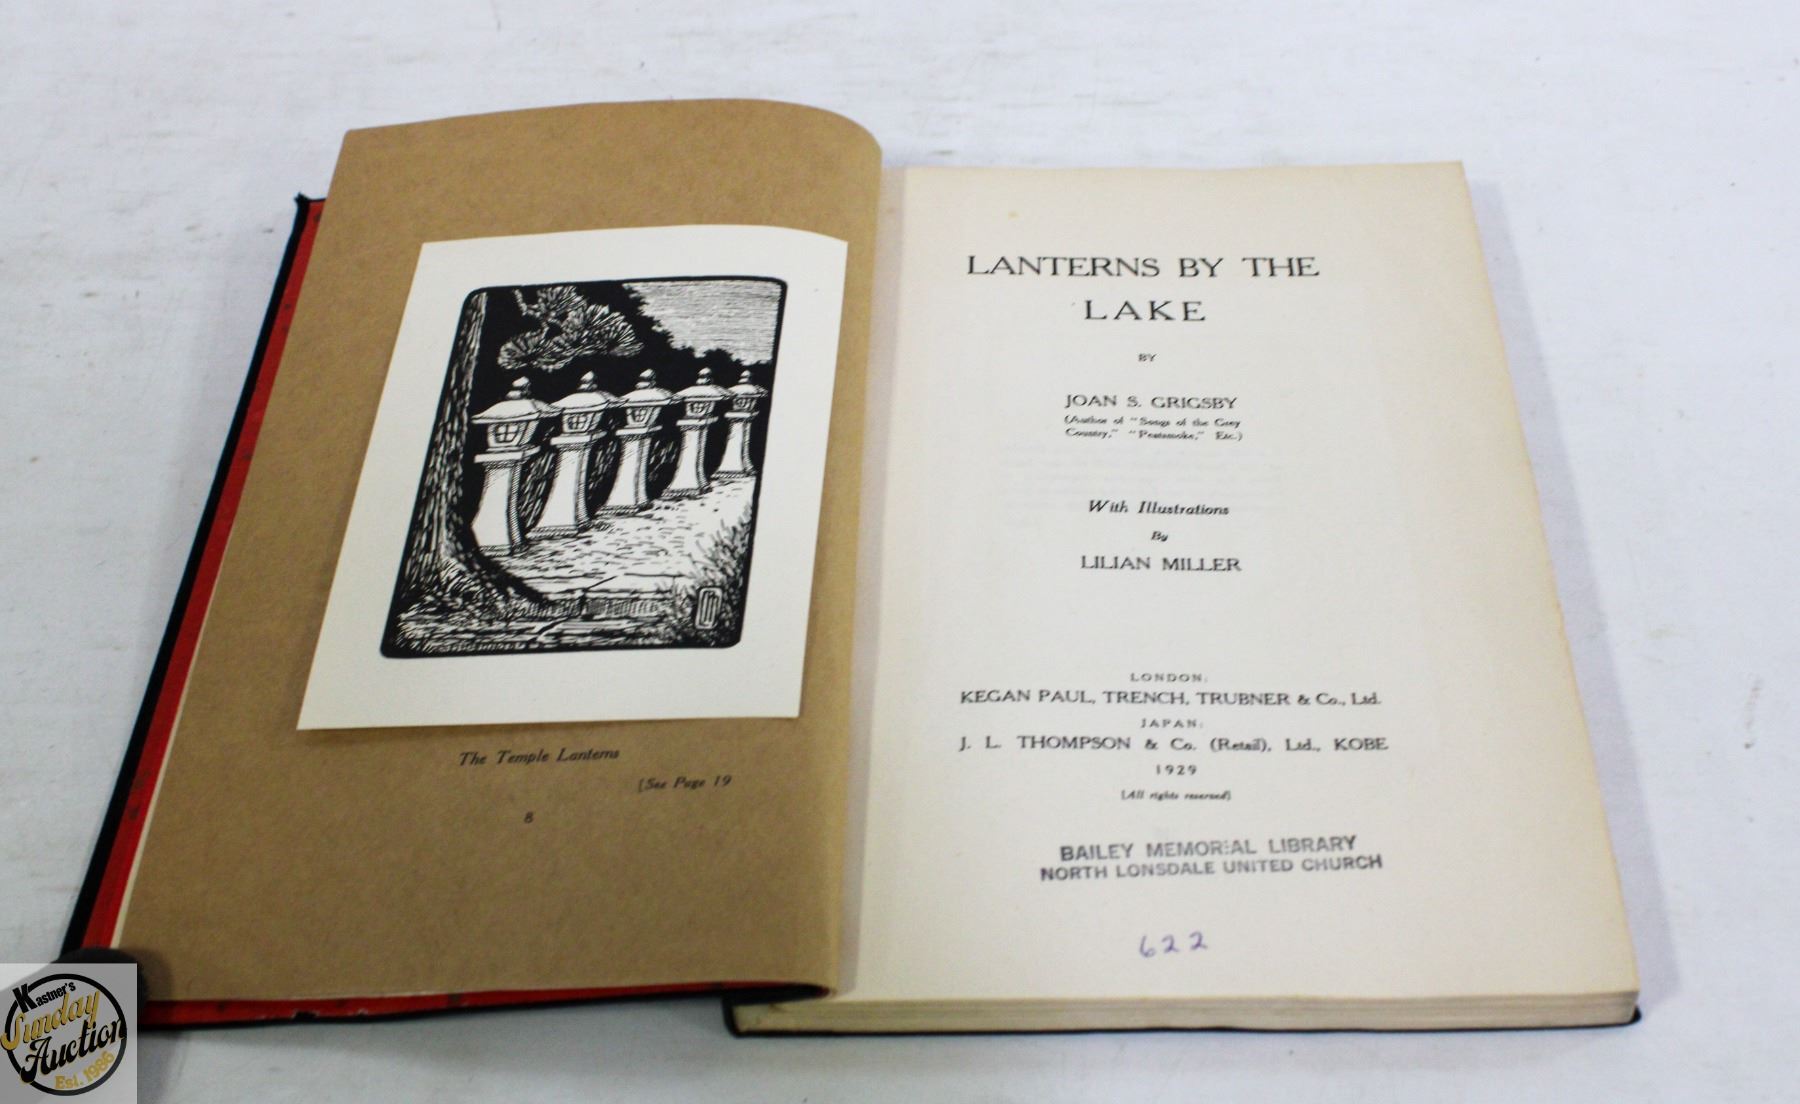 The Temple Lanterns
[See Page 19
8
LANTERNS BY THE
LAKE
BY
JOAN S. GRIGSBY
(Author of "Songs of the Grey
Country," "Peatsmoke," Etc.)
With Illustrations
By
LILIAN MILLER
LONDON:
KEGAN PAUL, TRENCH, TRUBNER & Co., Ltd.
JAPAN:
J. L. THOMPSON & Co. (Retail), Ltd., KOBE
1929
[All rights reserved]
BAILEY MEMORIAL LIBRARY
NORTH LONSDALE UNITED CHURCH
622
Kastner's
Sunday
Auction
Est. 1986